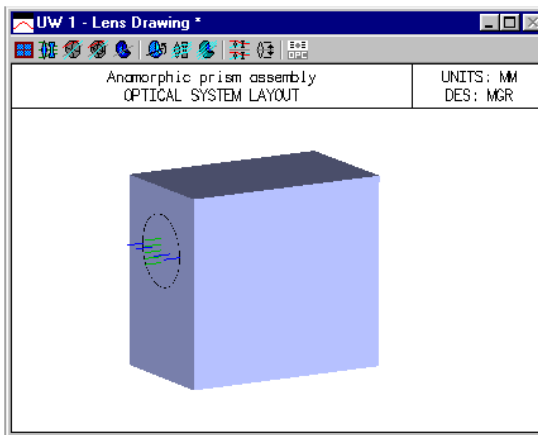 UW 1 - Lens Drawing *
Anamorphic prism assembly
OPTICAL SYSTEM LAYOUT
UNITS: MM
DES: MGR